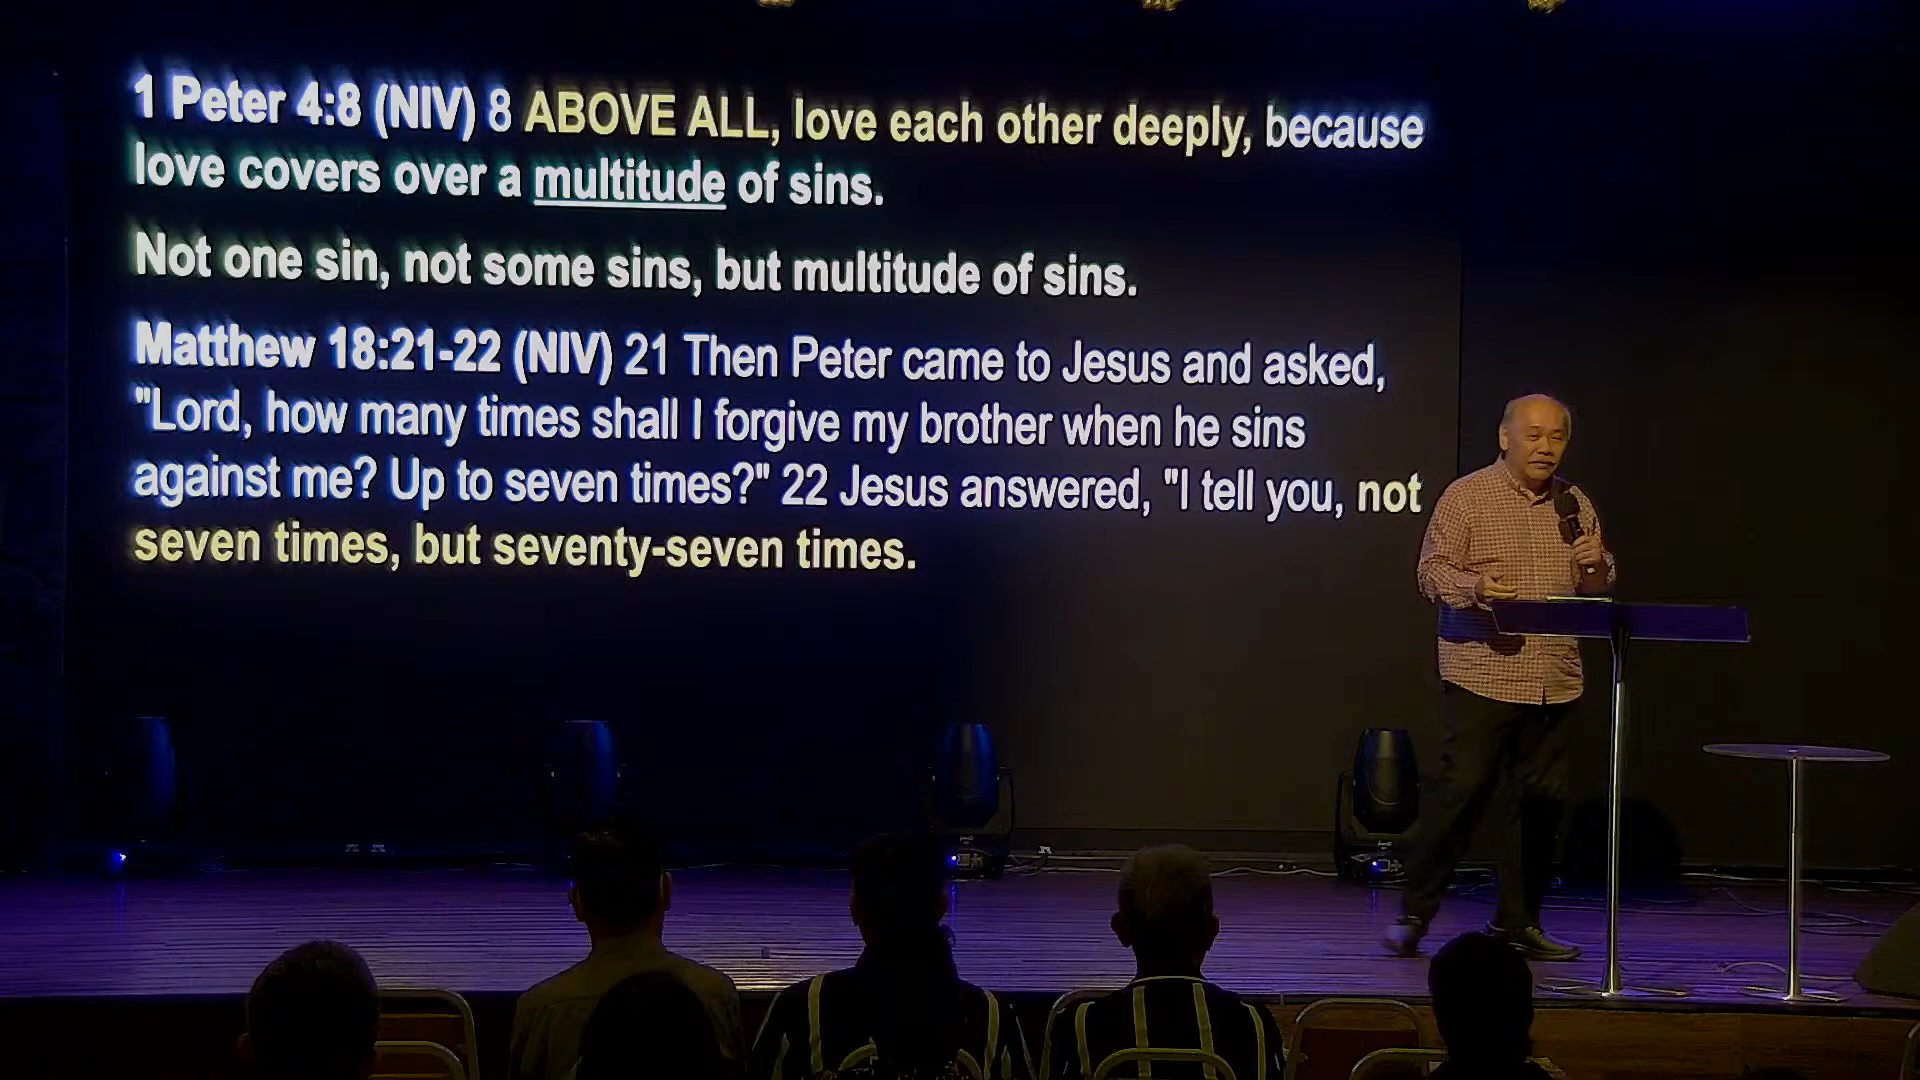 1 Peter 4:8 (NIV) 8 ABOVE ALL, love each other deeply, because
love covers over a multitude of sins.
Not one sin, not some sins, but multitude of sins.
Matthew 18:21-22 (NIV) 21 Then Peter came to Jesus and asked,
"Lord, how many times shall I forgive my brother when he sins
against me? Up to seven times?" 22 Jesus answered, "I tell you, not
seven times, but seventy-seven times.